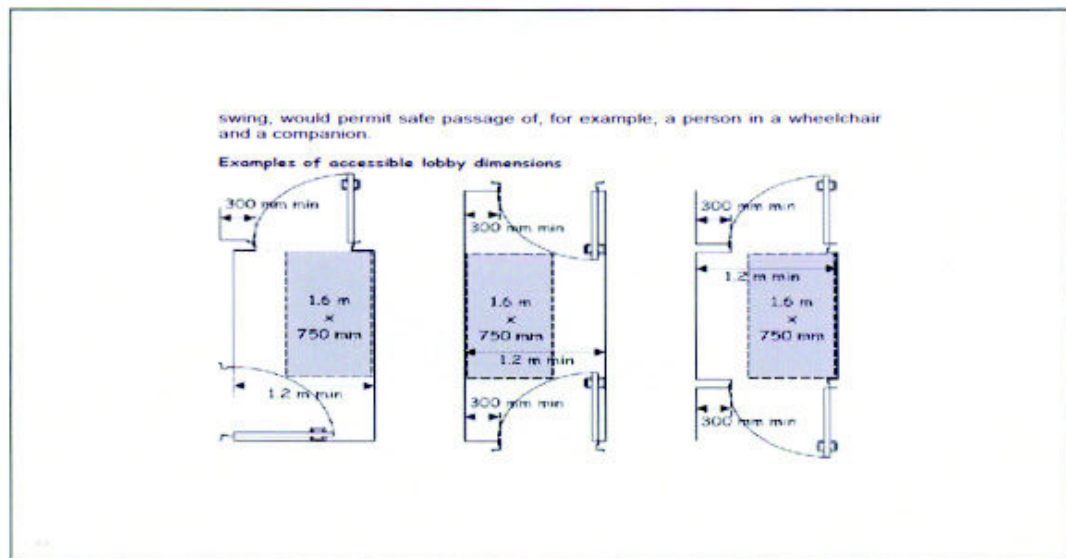 swing, would permit safe passage of, for example, a person in a wheelchair
and a companion.
Examples of accessible lobby dimensions
300 mm min
1.6 m
×
750 mm
1.2 m min
300 mm min
1.6 m
×
750 mm
1.2 m min
300 mm min
300 mm min
1.2 m min
1.6 m
×
750 mm
300 mm min